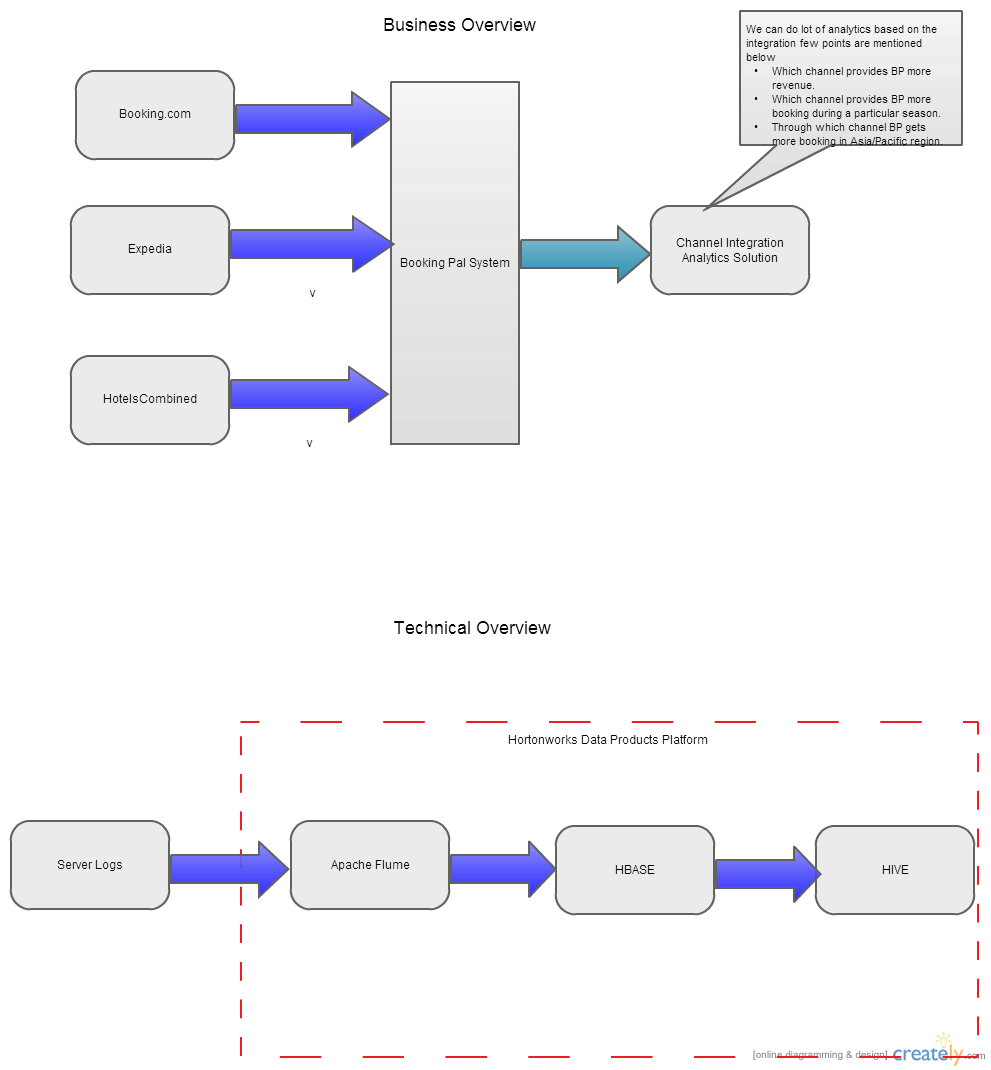 Business Overview
We can do lot of analytics based on the
integration few points are mentioned
below
• Which channel provides BP more
revenue.
• Which channel provides BP more
booking during a particular season.
• Through which channel BP gets
more booking in Asia/Pacific region.
Booking.com
Expedia
Booking Pal System
Channel Integration
Analytics Solution
v
HotelsCombined
v
Technical Overview
Hortonworks Data Products Platform
Server Logs
Apache Flume
HBASE
HIVE
[online diagramming & design] creately.com